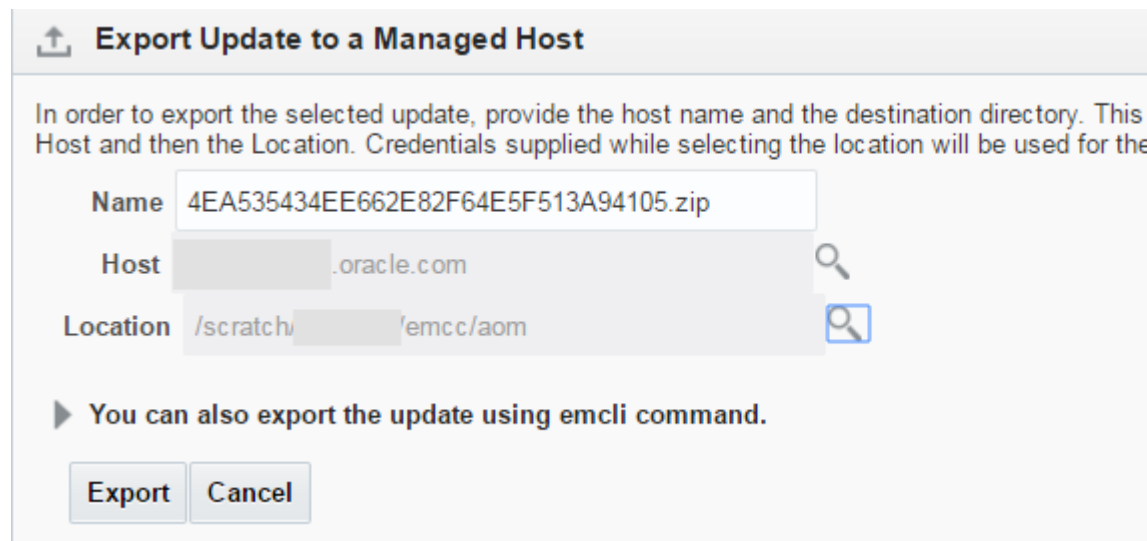 Export Update to a Managed Host
In order to export the selected update, provide the host name and the destination directory. This
Host and then the Location. Credentials supplied while selecting the location will be used for the
Name 4EA535434EE662E82F64E5F513A94105.zip
Host .oracle.com
Location /scratch/ /emcc/aom
You can also export the update using emcli command.
Export Cancel